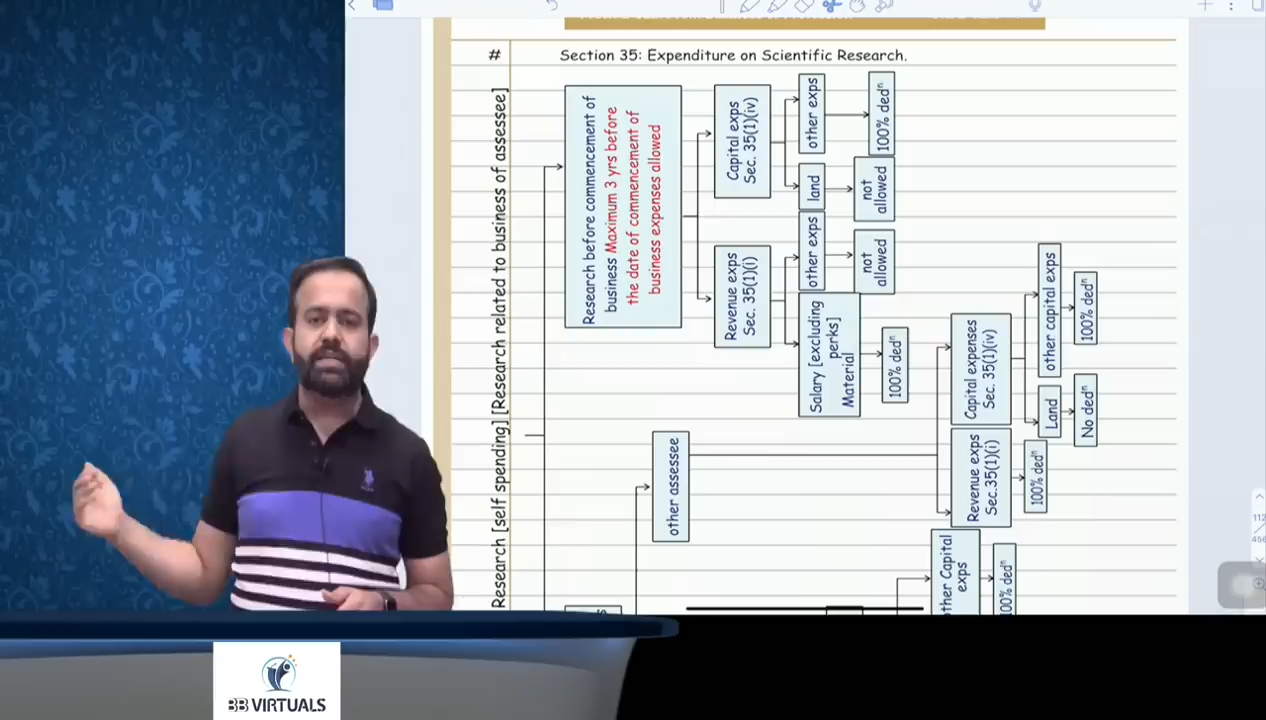 # Section 35: Expenditure on Scientific Research.
Research [self spending] [Research related to business of assessee]
Research before commencement of
business Maximum 3 yrs before
the date of commencement of
business expenses allowed
Capital exps
Sec. 35(1)(iv)
other exps
100% dedⁿ
land
not
allowed
Revenue exps
Sec. 35(1)(i)
other exps
not
allowed
Salary [excluding
perks]
Material
100% dedⁿ
other assessee
Capital expenses
Sec. 35(1)(iv)
other capital exps
100% dedⁿ
Land
No dedⁿ
Revenue exps
Sec.35(1)(i)
100% dedⁿ
ther Capital
exps
00% dedⁿ
112
456
BB VIRTUALS